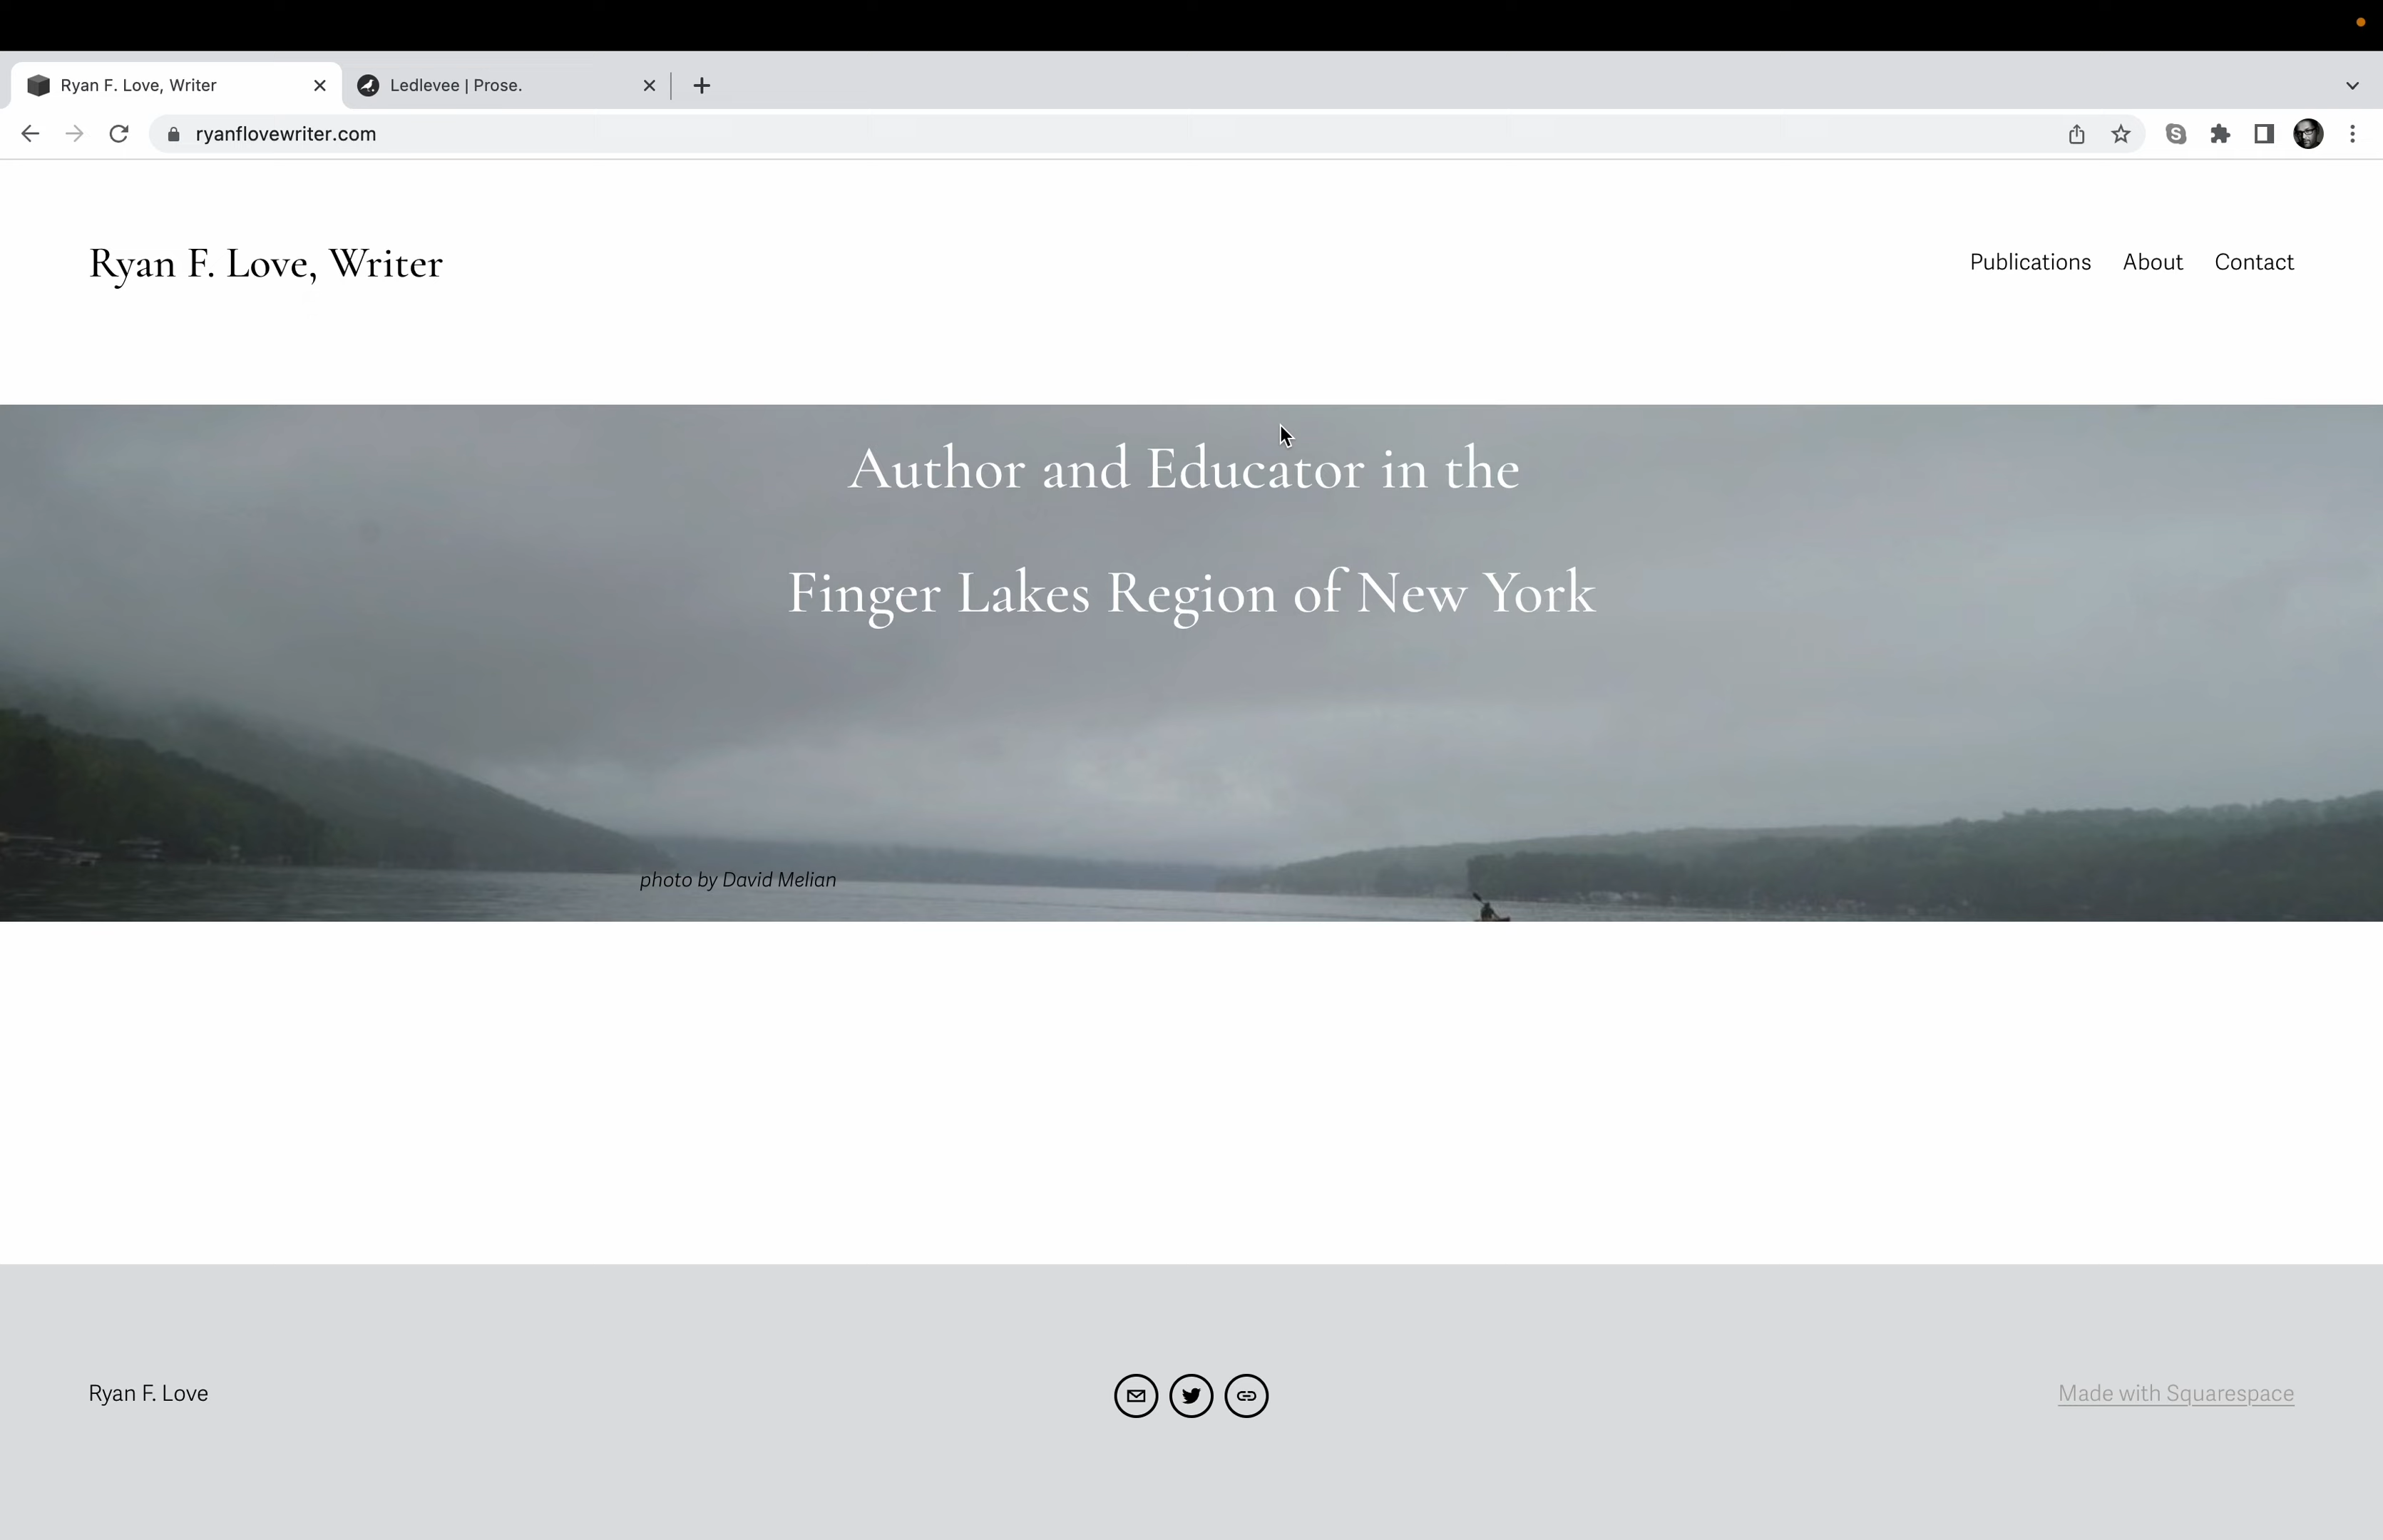 Ryan F. Love, Writer
Ledlevee | Prose.
ryanflovewriter.com
Ryan F. Love, Writer
Publications About Contact
Author and Educator in the
Finger Lakes Region of New York
photo by David Melian
Ryan F. Love
Made with Squarespace